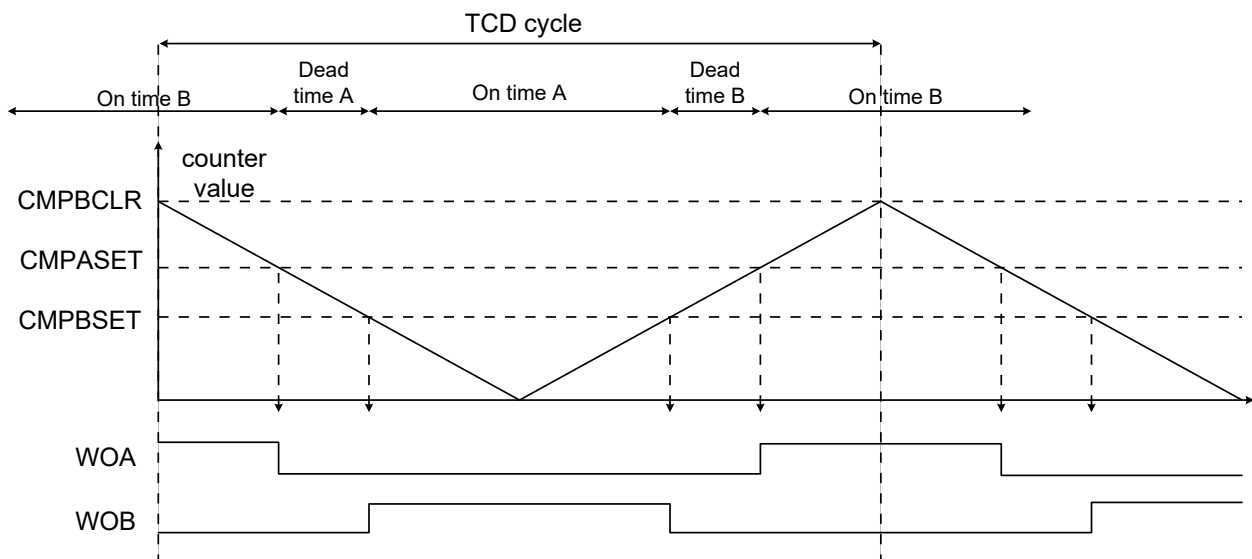 TCD cycle
On time B
Dead
time A
On time A
Dead
time B
On time B
counter
value
CMPBCLR
CMPASET
CMPBSET
WOA
WOB